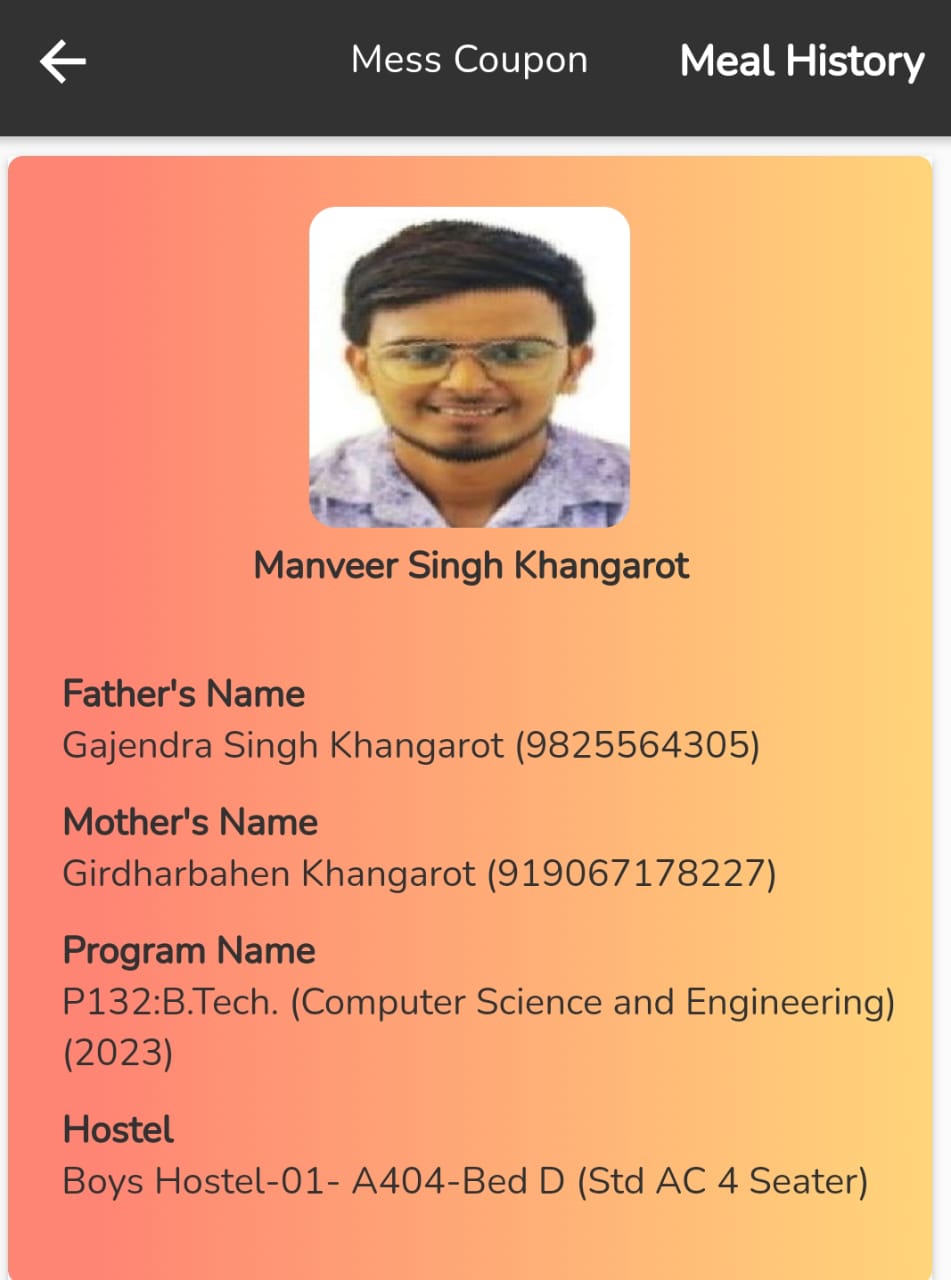 Mess Coupon
Meal History
Manveer Singh Khangarot
Father's Name
Gajendra Singh Khangarot (9825564305)
Mother's Name
Girdharbahen Khangarot (919067178227)
Program Name
P132:B.Tech. (Computer Science and Engineering)
(2023)
Hostel
Boys Hostel-01- A404-Bed D (Std AC 4 Seater)